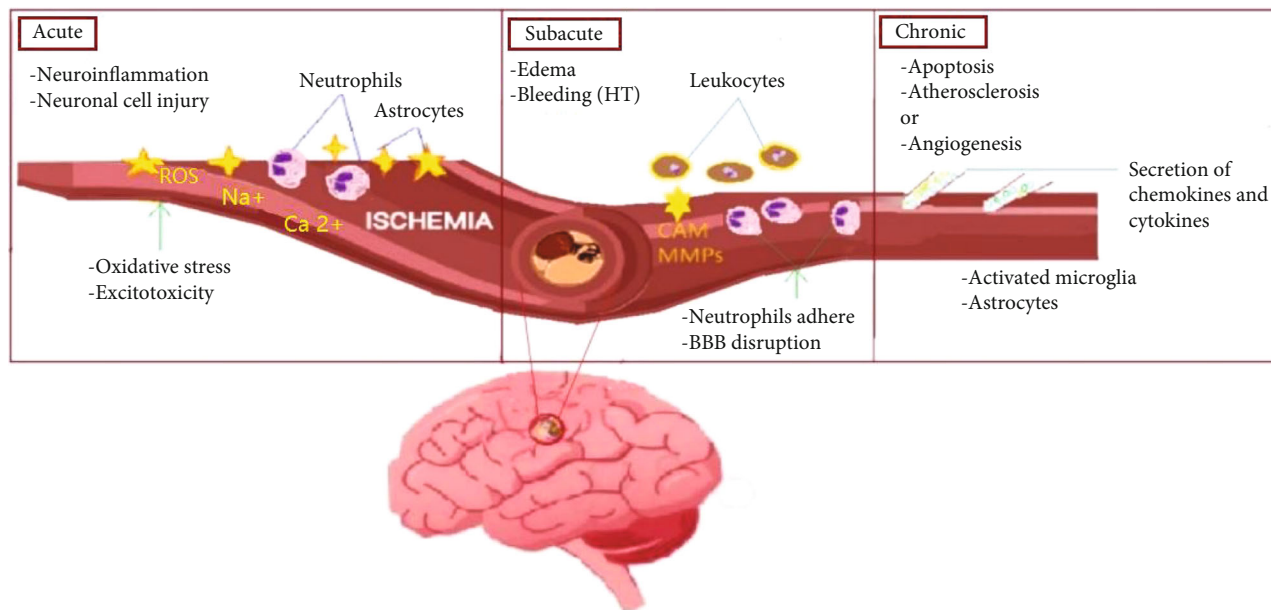 Acute
-Neuroinflammation
-Neuronal cell injury
Neutrophils
Astrocytes
ROS
Na+
Ca 2+
ISCHEMIA
-Oxidative stress
-Excitotoxicity
Subacute
-Edema
-Bleeding (HT)
Leukocytes
CAM
MMPs
-Neutrophils adhere
-BBB disruption
Chronic
-Apoptosis
-Atherosclerosis
or
-Angiogenesis
Secretion of
chemokines and
cytokines
-Activated microglia
-Astrocytes